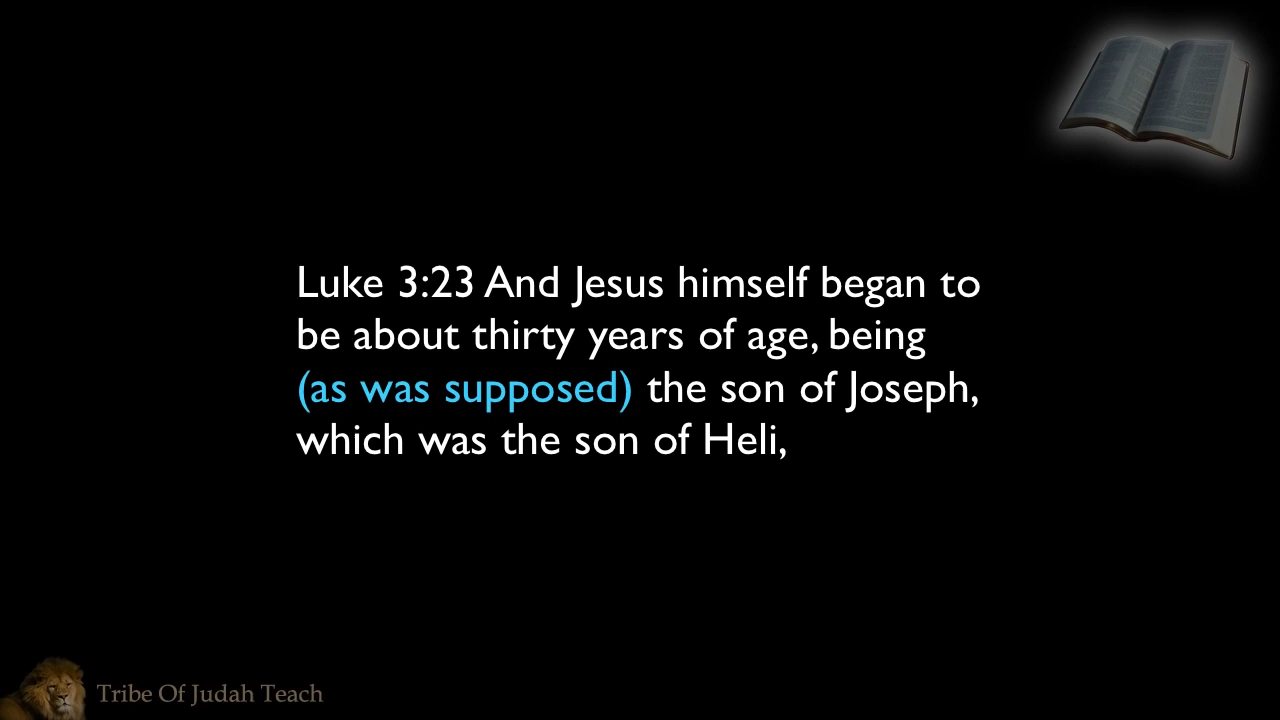 Luke 3:23 And Jesus himself began to
be about thirty years of age, being
(as was supposed) the son of Joseph,
which was the son of Heli,
Tribe Of Judah Teach